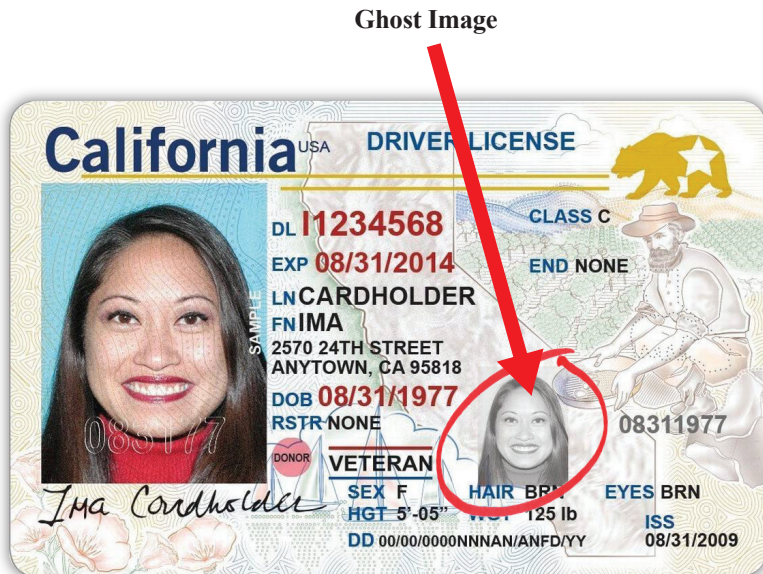 Ghost Image
California USA DRIVER LICENSE
DL I1234568 CLASS C
EXP 08/31/2014 END NONE
LN CARDHOLDER
FN IMA
2570 24TH STREET
ANYTOWN, CA 95818
DOB 08/31/1977
RSTR NONE 08311977
SAMPLE
083177
DONOR VETERAN
Ima Cardholder
SEX F HAIR BRN EYES BRN
HGT 5'-05" WGT 125 lb ISS
DD 00/00/0000NNNAN/ANFD/YY 08/31/2009